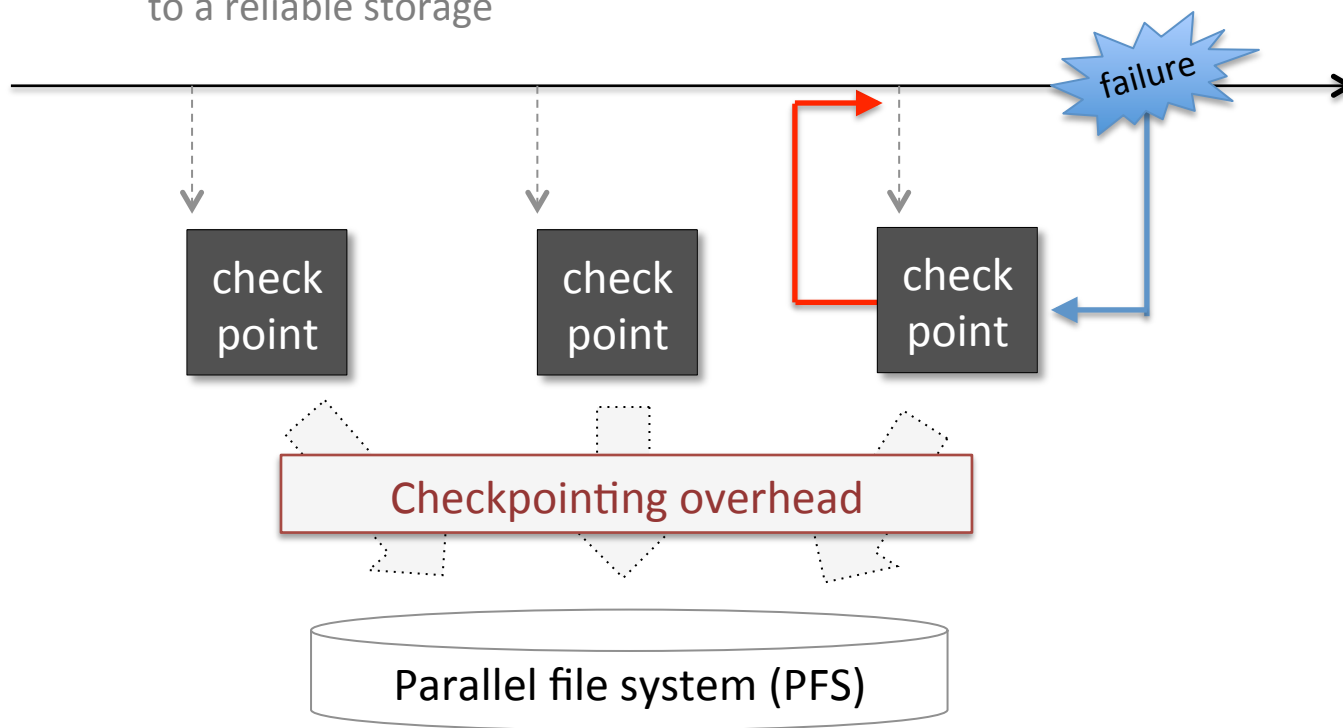 to a reliable storage
failure
check
point
check
point
check
point
Checkpointing overhead
Parallel file system (PFS)